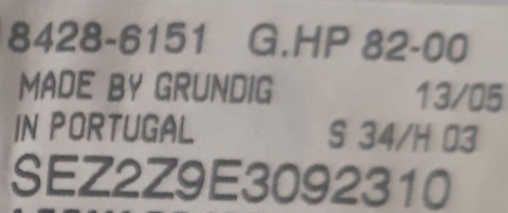 8428-6151 G.HP 82-00
MADE BY GRUNDIG 13/05
IN PORTUGAL S 34/H 03
SEZ2Z9E3092310